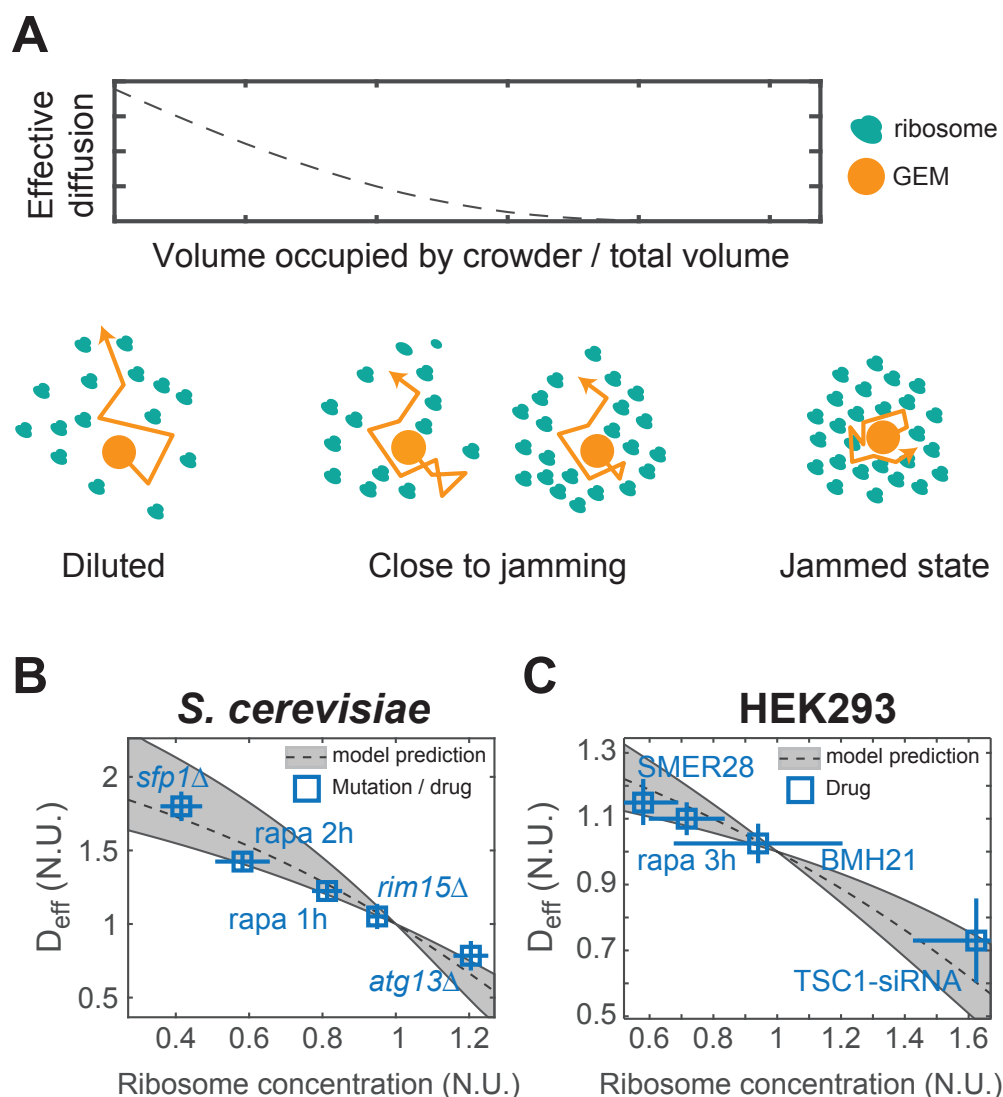 A
Effective
diffusion
ribosome
GEM
Volume occupied by crowder / total volume
Diluted
Close to jamming
Jammed state
B
S. cerevisiae
model prediction
Mutation / drug
sfp1Δ
rapa 2h
rapa 1h
rim15Δ
atg13Δ
2
1.5
1
0.5
D_eff (N.U.)
0.4 0.6 0.8 1 1.2
Ribosome concentration (N.U.)
C
HEK293
model prediction
Drug
SMER28
rapa 3h
BMH21
TSC1-siRNA
1.3
1.1
0.9
0.7
0.5
D_eff (N.U.)
0.6 0.8 1 1.2 1.4 1.6
Ribosome concentration (N.U.)